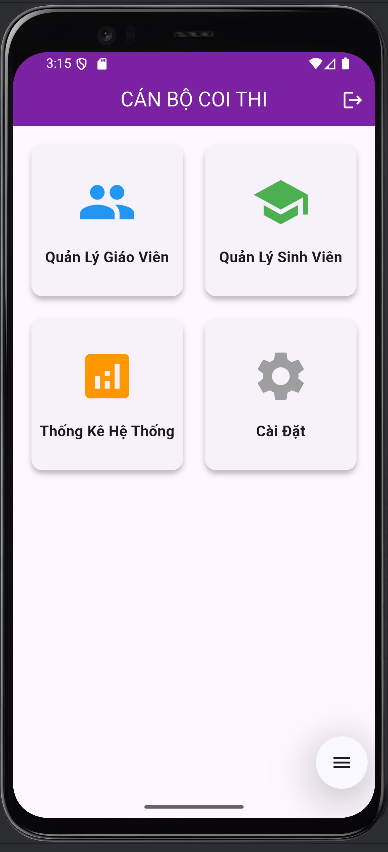 3:15
CÁN BỘ COI THI
Quản Lý Giáo Viên
Quản Lý Sinh Viên
Thống Kê Hệ Thống
Cài Đặt